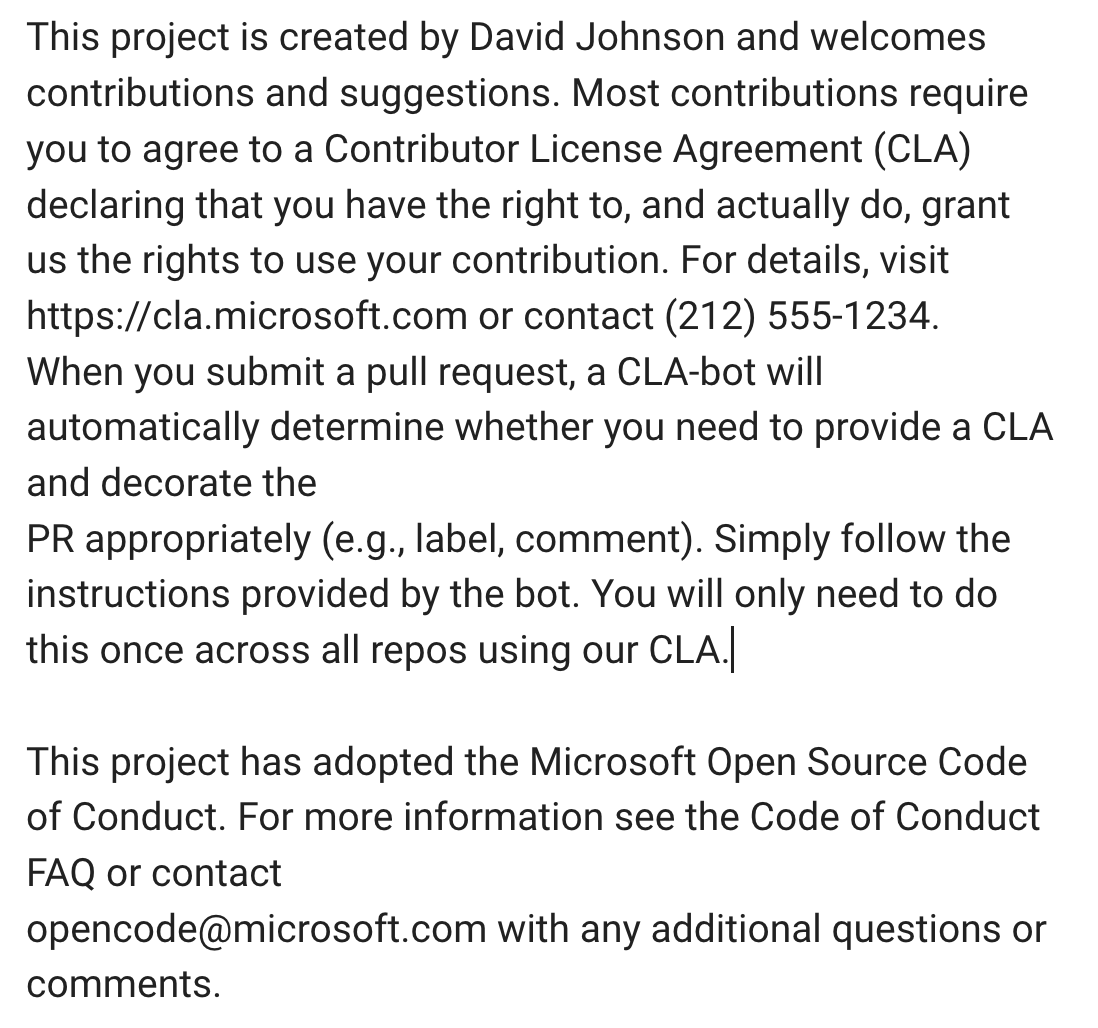 This project is created by David Johnson and welcomes
contributions and suggestions. Most contributions require
you to agree to a Contributor License Agreement (CLA)
declaring that you have the right to, and actually do, grant
us the rights to use your contribution. For details, visit
https://cla.microsoft.com or contact (212) 555-1234.
When you submit a pull request, a CLA-bot will
automatically determine whether you need to provide a CLA
and decorate the
PR appropriately (e.g., label, comment). Simply follow the
instructions provided by the bot. You will only need to do
this once across all repos using our CLA.

This project has adopted the Microsoft Open Source Code
of Conduct. For more information see the Code of Conduct
FAQ or contact
opencode@microsoft.com with any additional questions or
comments.